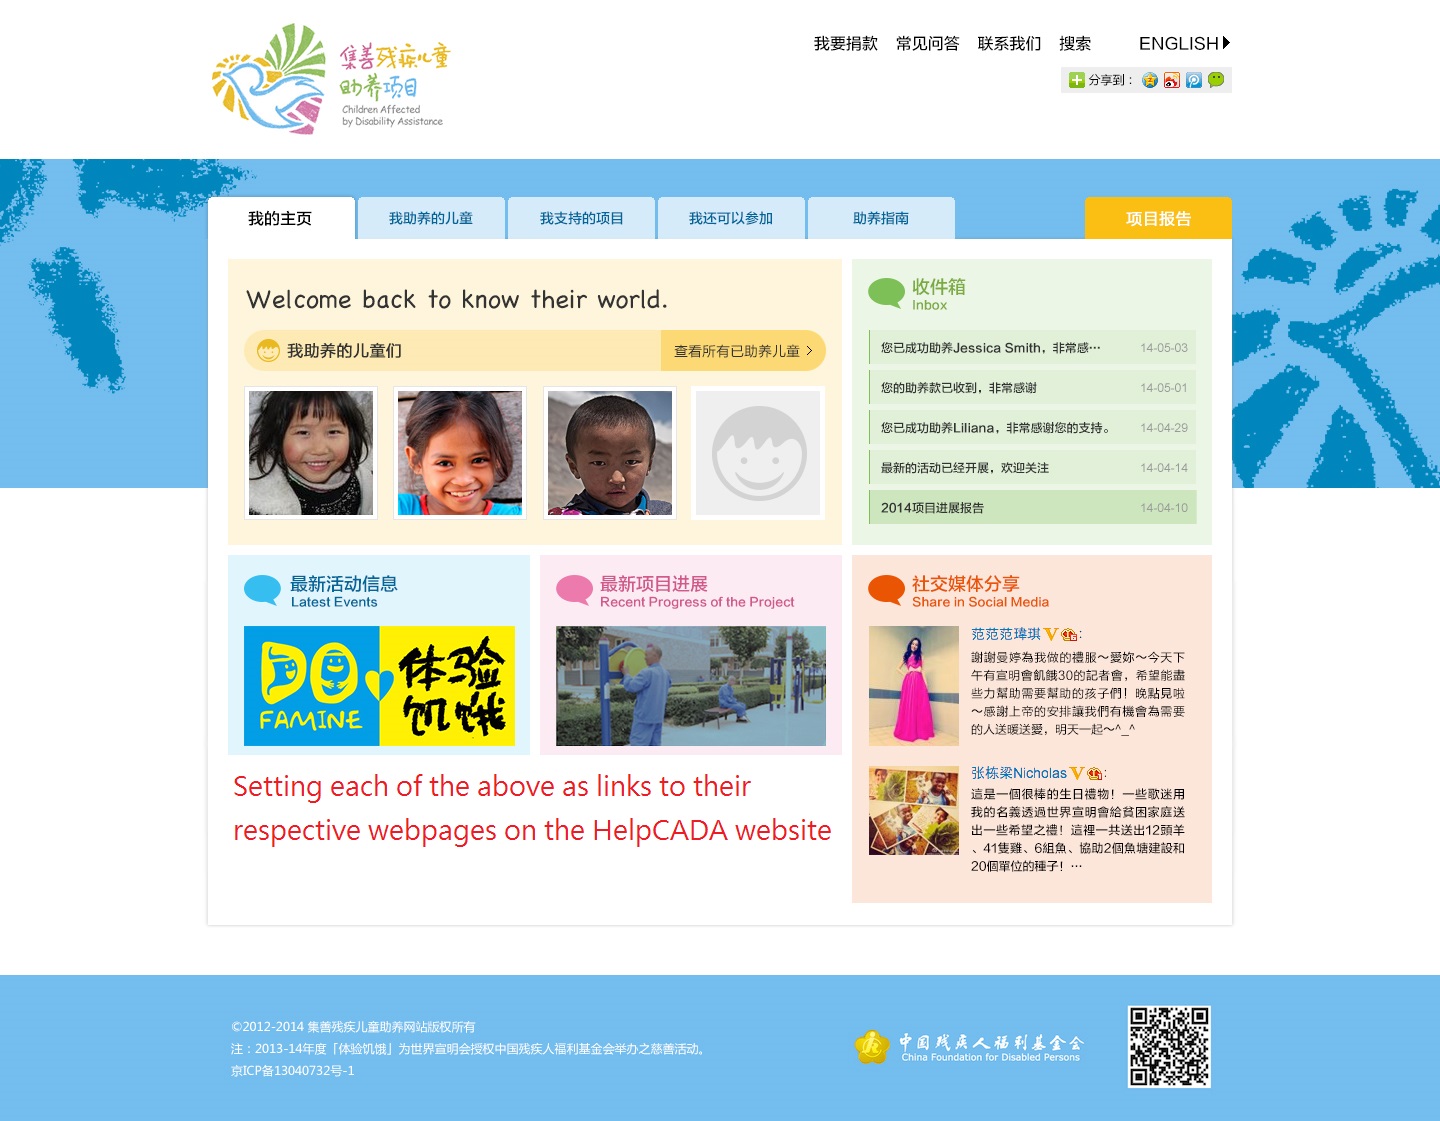 集善残疾儿童
助养项目
Children Affected
by Disability Assistance
我要捐款 常见问答 联系我们 搜索 ENGLISH
分享到：
我的主页 我助养的儿童 我支持的项目 我还可以参加 助养指南 项目报告
Welcome back to know their world.
我助养的儿童们 查看所有已助养儿童
收件箱
Inbox
您已成功助养Jessica Smith，非常感… 14-05-03
您的助养款已收到，非常感谢 14-05-01
您已成功助养Liliana，非常感谢您的支持。 14-04-29
最新的活动已经开展，欢迎关注 14-04-14
2014项目进展报告 14-04-10
最新活动信息
Latest Events
DO
FAMINE
体验
饥饿
最新项目进展
Recent Progress of the Project
社交媒体分享
Share in Social Media
范范范瑋琪V:
謝謝曼婷為我做的禮服～愛妳～今天下
午有宣明會飢餓30的記者會，希望能盡
些力幫助需要幫助的孩子們！晚點見啦
～感謝上帝的安排讓我們有機會為需要
的人送暖送愛，明天一起～^_^
张栋梁NicholasV:
這是一個很棒的生日禮物！一些歌迷用
我的名義透過世界宣明會給貧困家庭送
出一些希望之禮！這裡一共送出12頭羊
、41隻雞、6組魚、協助2個魚塘建設和
20個單位的種子！…
Setting each of the above as links to their
respective webpages on the HelpCADA website
©2012-2014 集善残疾儿童助养网站版权所有
注：2013-14年度「体验饥饿」为世界宣明会授权中国残疾人福利基金会举办之慈善活动。
京ICP备13040732号-1
中国残疾人福利基金会
China Foundation for Disabled Persons